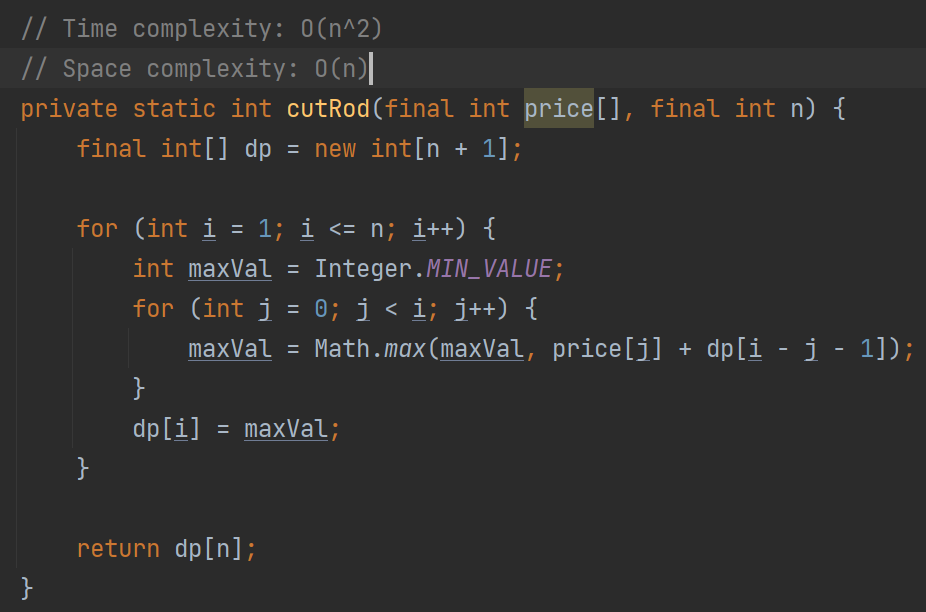 // Time complexity: O(n^2)
// Space complexity: O(n)
private static int cutRod(final int price[], final int n) {
    final int[] dp = new int[n + 1];

    for (int i = 1; i <= n; i++) {
        int maxVal = Integer.MIN_VALUE;
        for (int j = 0; j < i; j++) {
            maxVal = Math.max(maxVal, price[j] + dp[i - j - 1]);
        }
        dp[i] = maxVal;
    }

    return dp[n];
}